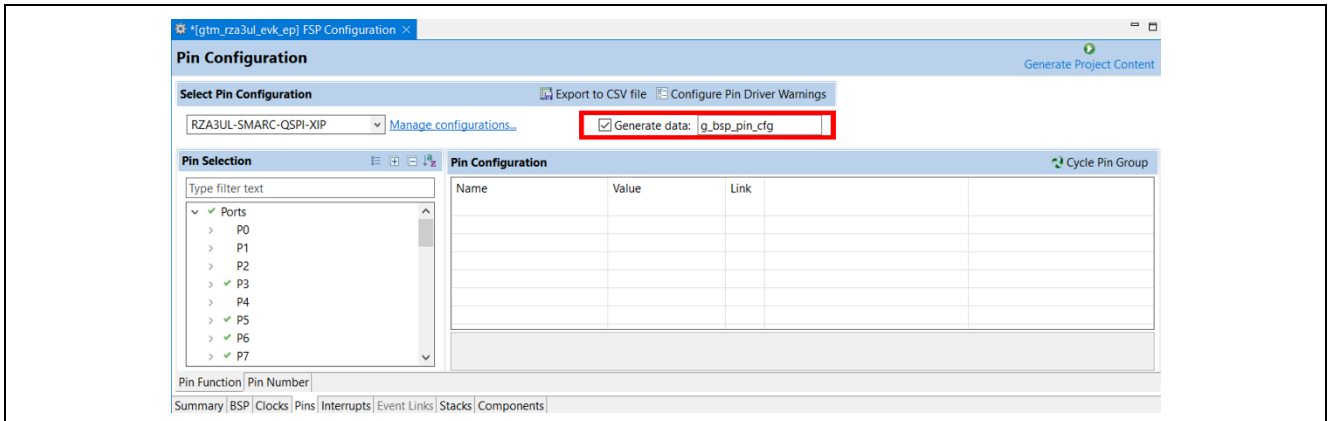 *[gtm_rza3ul_evk_ep] FSP Configuration
Pin Configuration
Generate Project Content
Select Pin Configuration
Export to CSV file
Configure Pin Driver Warnings
RZA3UL-SMARC-QSPI-XIP
Manage configurations...
Generate data: g_bsp_pin_cfg
Pin Selection
Pin Configuration
Cycle Pin Group
Type filter text
Name Value Link
Ports
P0
P1
P2
P3
P4
P5
P6
P7
Pin Function Pin Number
Summary BSP Clocks Pins Interrupts Event Links Stacks Components